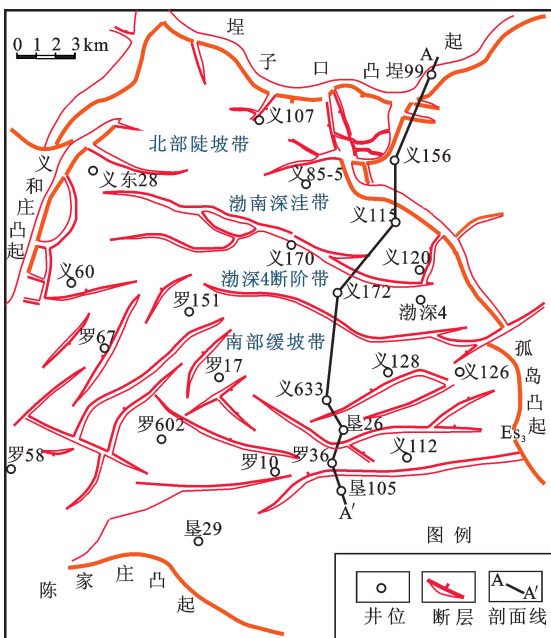 0 1 2 3 km
埕子口凸起
A
埕99
义107
北部陡坡带
义156
义和庄凸起
义东28
义85-5
渤南深洼带
义115
义170
义120
义60
渤深4断阶带
义172
罗151
渤深4
南部缓坡带
罗67
罗17
义128
义126
孤岛凸起
义633
垦26
Es₃
罗602
义112
罗58
罗36
罗10
垦105
A′
垦29
陈家庄凸起
图例
A
A′
井位
断层
剖面线